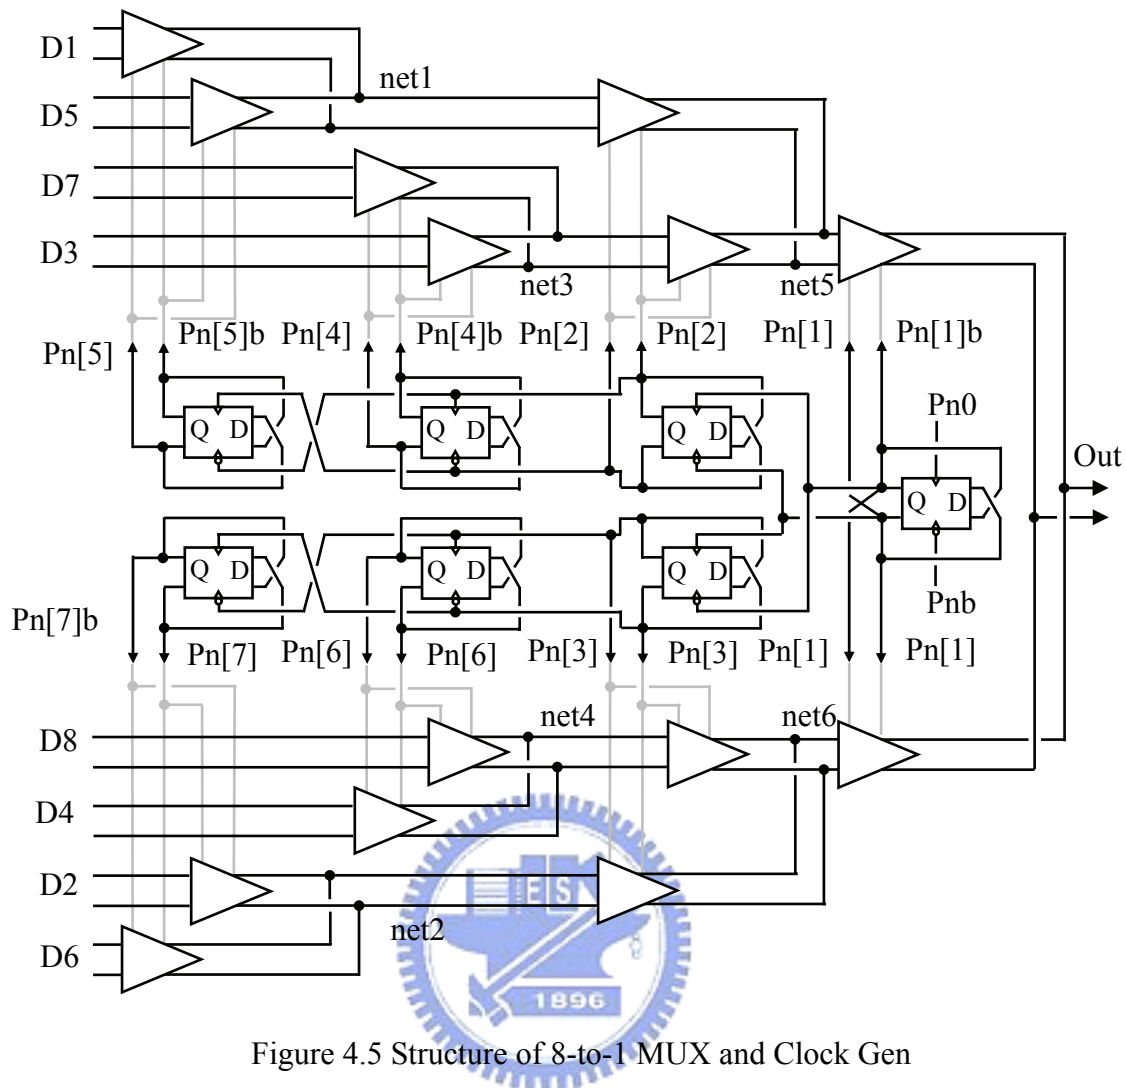 D1
net1
D5
D7
D3
net3
net5
Pn[5]
Pn[5]b
Pn[4]
Pn[4]b
Pn[2]
Pn[2]
Pn[1]
Pn[1]b
Q D
Q D
Q D
Pn0
Out
Q D
Q D
Q D
Q D
Pnb
Pn[7]b
Pn[7]
Pn[6]
Pn[6]
Pn[3]
Pn[3]
Pn[1]
Pn[1]
D8
net4
net6
D4
D2
net2
D6
E S
1896
Figure 4.5 Structure of 8-to-1 MUX and Clock Gen